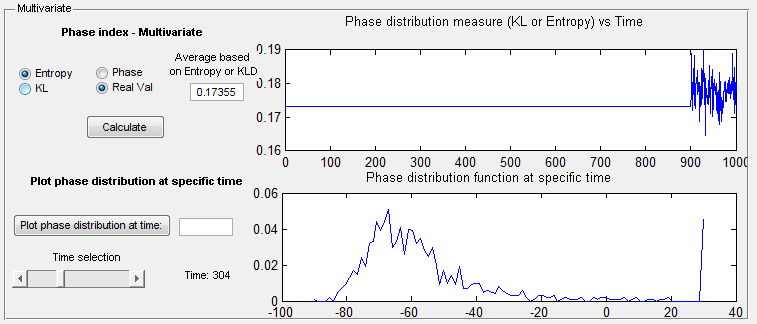 Multivariate
Phase index - Multivariate
Entropy
Phase
KL
Real Val
Average based
on Entropy or KLD
0.17355
Calculate
Phase distribution measure (KL or Entropy) vs Time
0.19
0.18
0.17
0.16
0 100 200 300 400 500 600 700 800 900 1000
Plot phase distribution at specific time
Plot phase distribution at time:
Time selection
Time: 304
Phase distribution function at specific time
0.06
0.04
0.02
0
-100 -80 -60 -40 -20 0 20 40